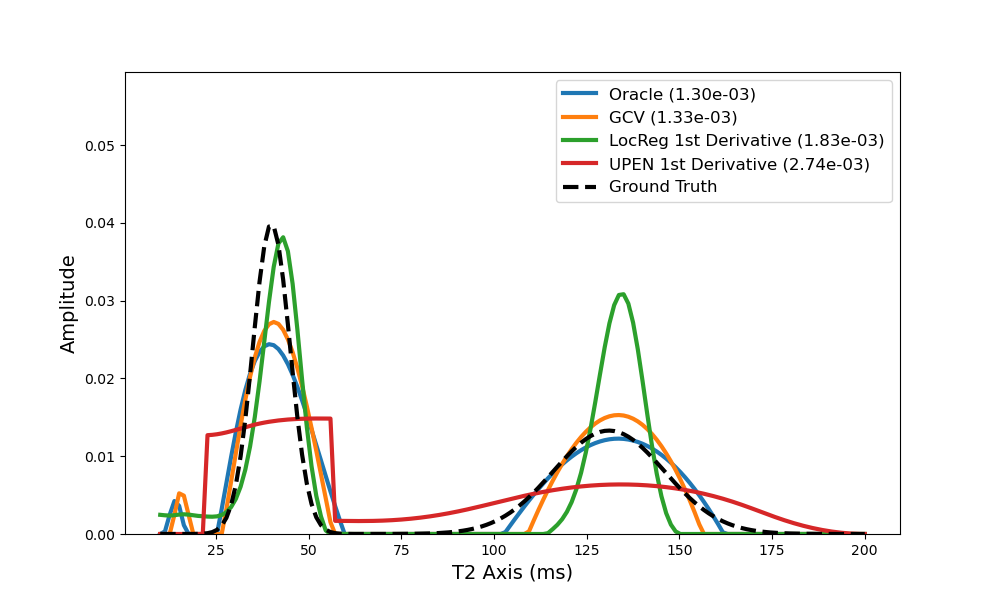 Oracle (1.30e-03)
GCV (1.33e-03)
LocReg 1st Derivative (1.83e-03)
UPEN 1st Derivative (2.74e-03)
Ground Truth
0.05
0.04
0.03
0.02
0.01
0.00
Amplitude
25 50 75 100 125 150 175 200
T2 Axis (ms)